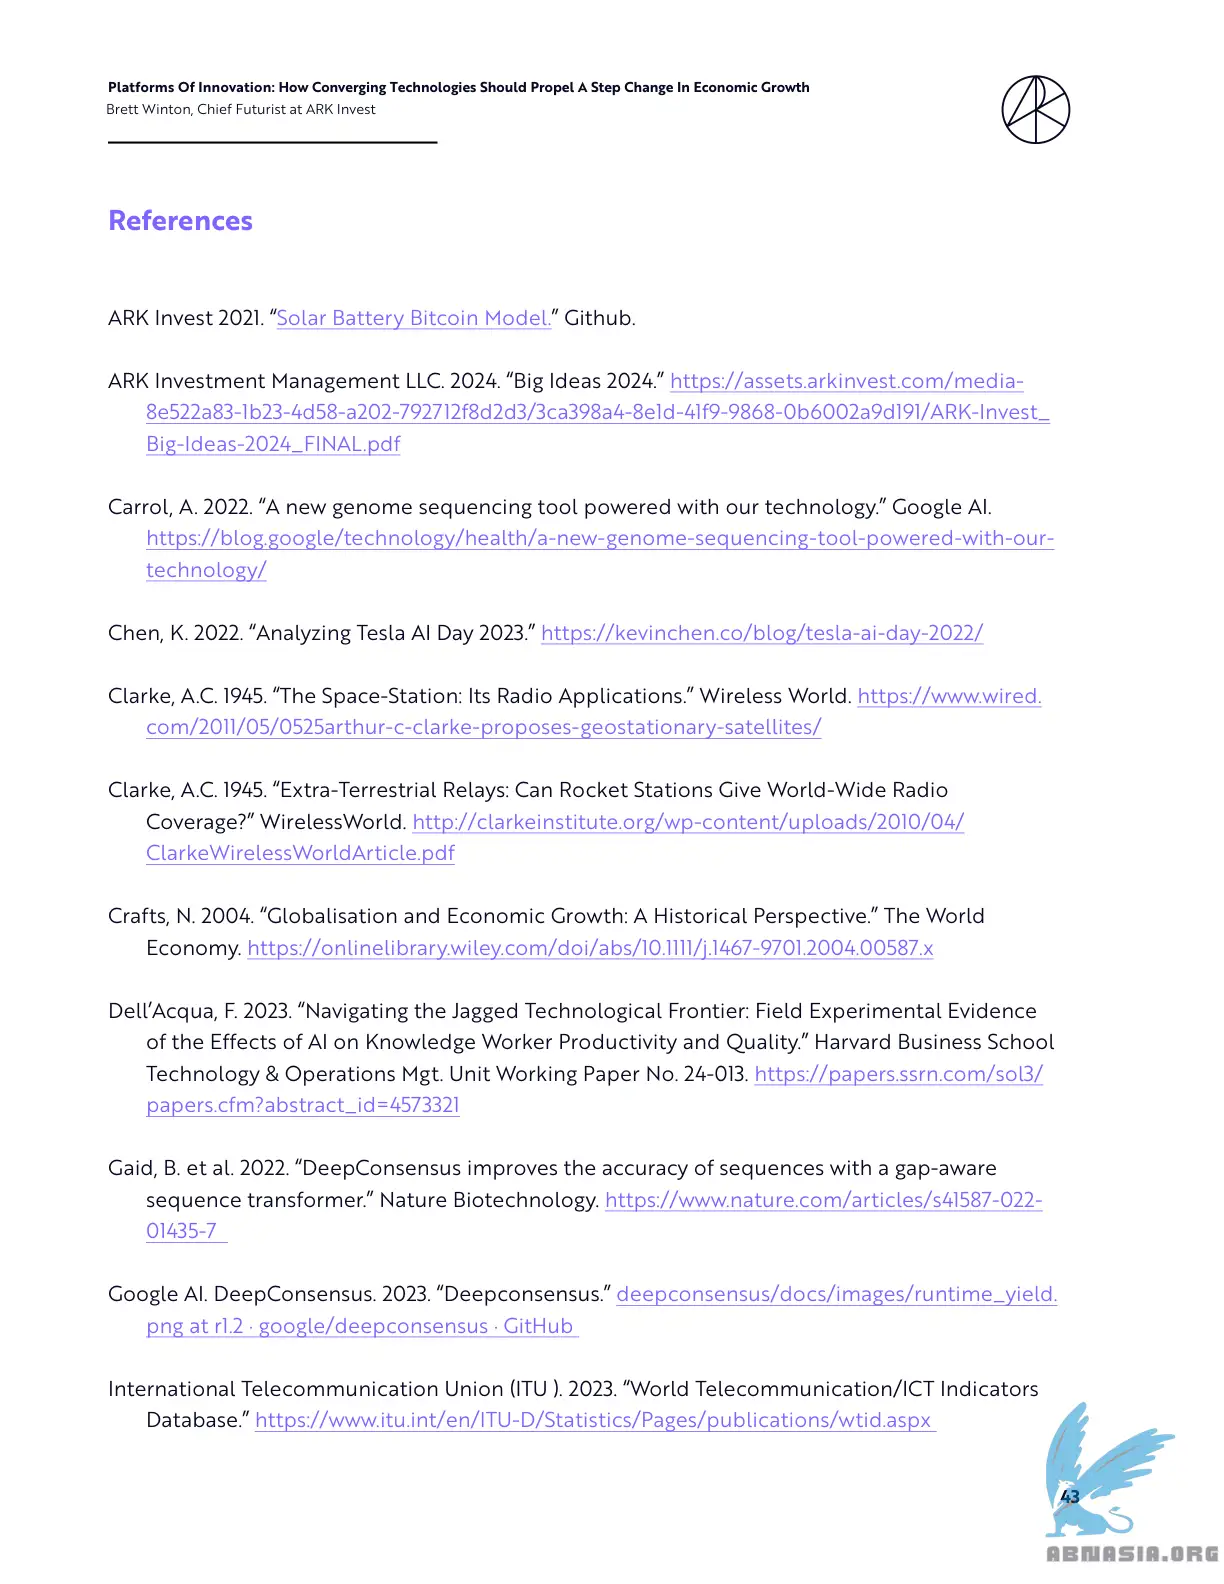 Platforms Of Innovation: How Converging Technologies Should Propel A Step Change In Economic Growth
Brett Winton, Chief Futurist at ARK Invest
References
ARK Invest 2021. “Solar Battery Bitcoin Model.” Github.
ARK Investment Management LLC. 2024. “Big Ideas 2024.” https://assets.arkinvest.com/media-
8e522a83-1b23-4d58-a202-792712f8d2d3/3ca398a4-8e1d-41f9-9868-0b6002a9d191/ARK-Invest_
Big-Ideas-2024_FINAL.pdf
Carrol, A. 2022. “A new genome sequencing tool powered with our technology.” Google AI.
https://blog.google/technology/health/a-new-genome-sequencing-tool-powered-with-our-
technology/
Chen, K. 2022. “Analyzing Tesla AI Day 2023.” https://kevinchen.co/blog/tesla-ai-day-2022/
Clarke, A.C. 1945. “The Space-Station: Its Radio Applications.” Wireless World. https://www.wired.
com/2011/05/0525arthur-c-clarke-proposes-geostationary-satellites/
Clarke, A.C. 1945. “Extra-Terrestrial Relays: Can Rocket Stations Give World-Wide Radio
Coverage?” WirelessWorld. http://clarkeinstitute.org/wp-content/uploads/2010/04/
ClarkeWirelessWorldArticle.pdf
Crafts, N. 2004. “Globalisation and Economic Growth: A Historical Perspective.” The World
Economy. https://onlinelibrary.wiley.com/doi/abs/10.1111/j.1467-9701.2004.00587.x
Dell’Acqua, F. 2023. “Navigating the Jagged Technological Frontier: Field Experimental Evidence
of the Effects of AI on Knowledge Worker Productivity and Quality.” Harvard Business School
Technology & Operations Mgt. Unit Working Paper No. 24-013. https://papers.ssrn.com/sol3/
papers.cfm?abstract_id=4573321
Gaid, B. et al. 2022. “DeepConsensus improves the accuracy of sequences with a gap-aware
sequence transformer.” Nature Biotechnology. https://www.nature.com/articles/s41587-022-
01435-7
Google AI. DeepConsensus. 2023. “Deepconsensus.” deepconsensus/docs/images/runtime_yield.
png at r1.2 · google/deepconsensus · GitHub
International Telecommunication Union (ITU ). 2023. “World Telecommunication/ICT Indicators
Database.” https://www.itu.int/en/ITU-D/Statistics/Pages/publications/wtid.aspx
43
ABNASIA.ORG